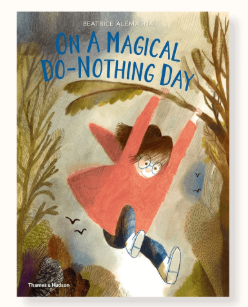 BEATRICE ALEMAGNA
ON A MAGICAL
DO-NOTHING DAY
Thames & Hudson